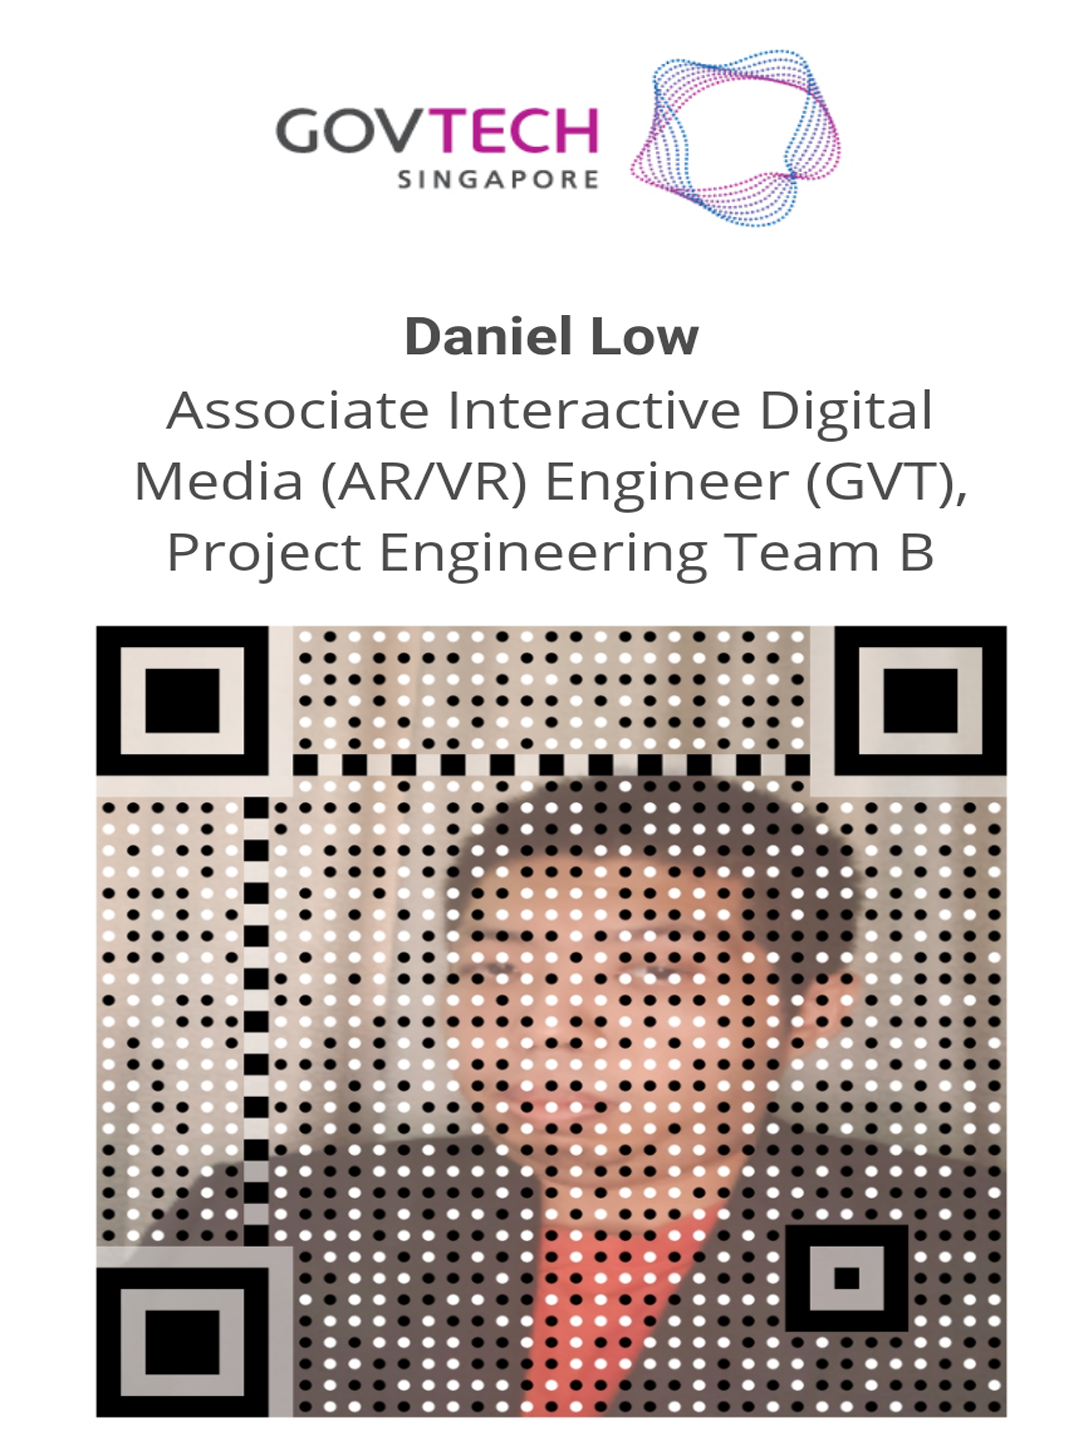 GOVTECH
SINGAPORE
Daniel Low
Associate Interactive Digital
Media (AR/VR) Engineer (GVT),
Project Engineering Team B